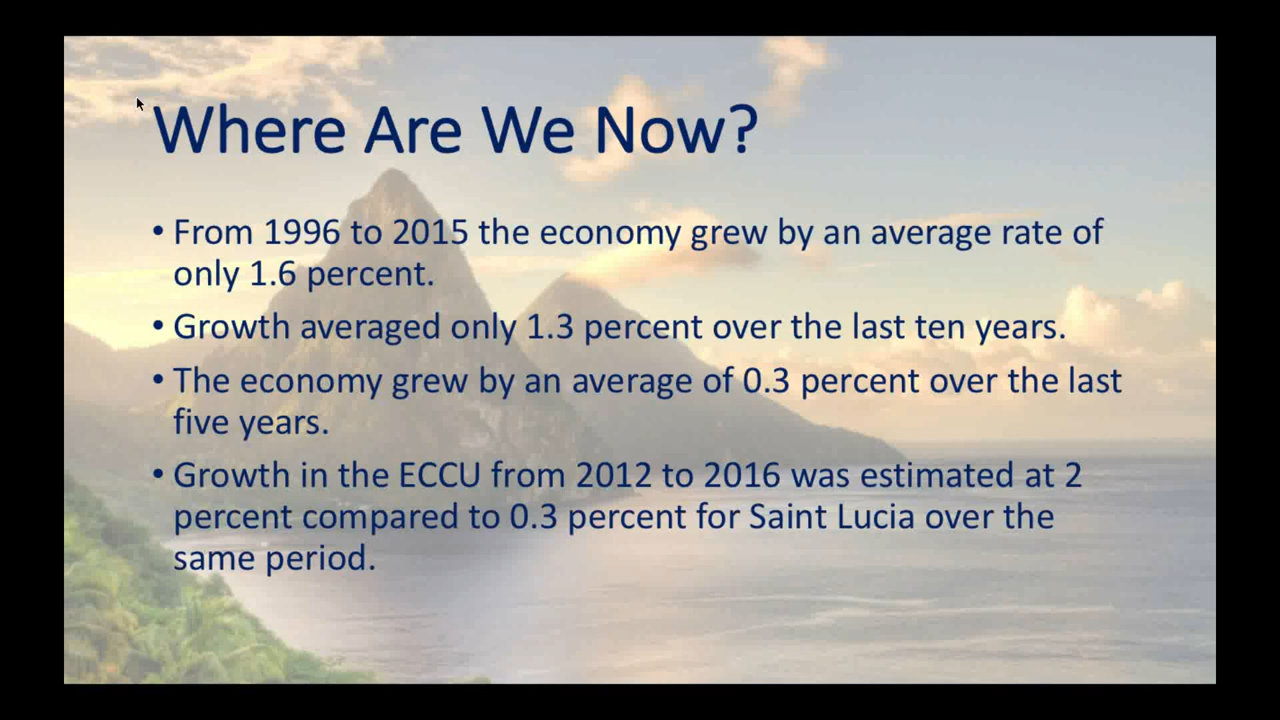 Where Are We Now?
• From 1996 to 2015 the economy grew by an average rate of
only 1.6 percent.
• Growth averaged only 1.3 percent over the last ten years.
• The economy grew by an average of 0.3 percent over the last
five years.
• Growth in the ECCU from 2012 to 2016 was estimated at 2
percent compared to 0.3 percent for Saint Lucia over the
same period.